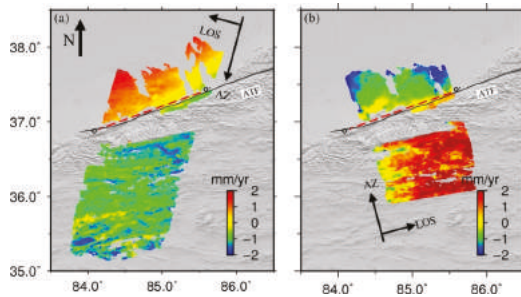 (a)
LOS
N
AZ
ATF
38.0˚
37.0˚
36.0˚
35.0˚
mm/yr
2
1
0
−1
−2
84.0˚
85.0˚
86.0˚
(b)
ATF
AZ
LOS
mm/yr
2
1
0
−1
−2
84.0˚
85.0˚
86.0˚